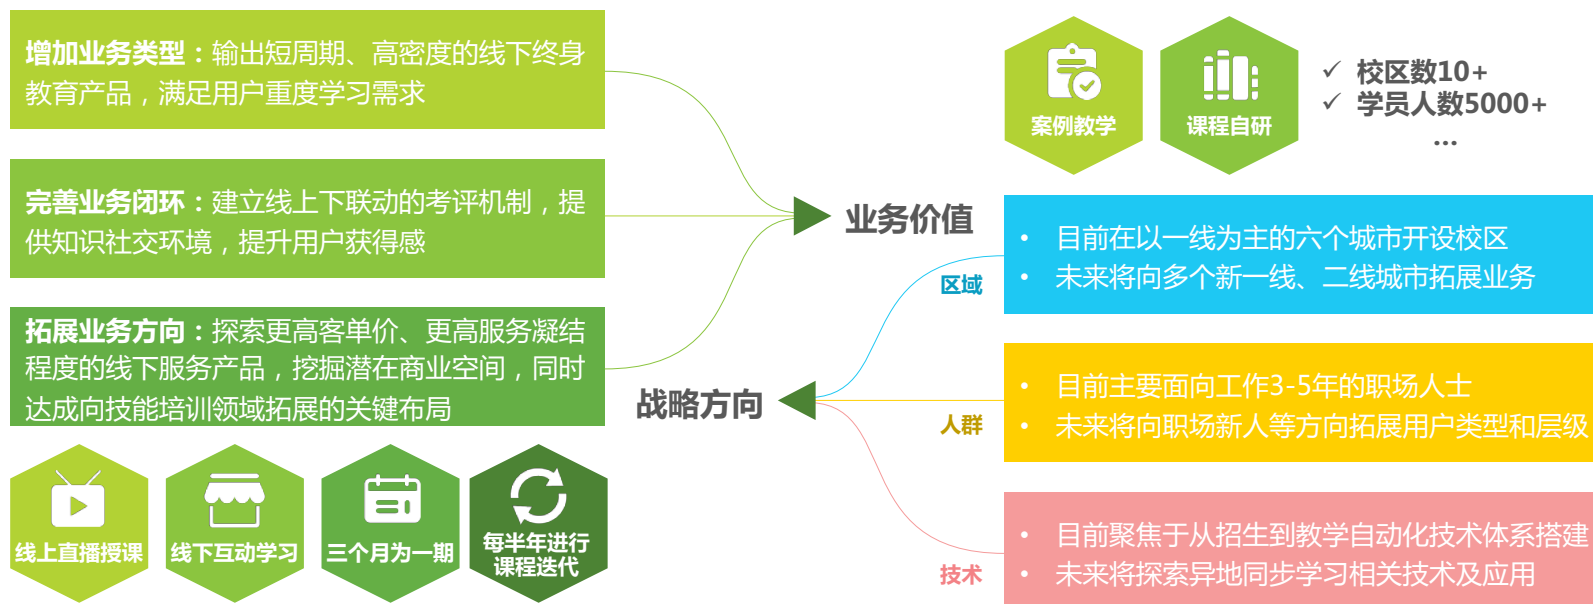 增加业务类型：输出短周期、高密度的线下终身
教育产品，满足用户重度学习需求
完善业务闭环：建立线上下联动的考评机制，提
供知识社交环境，提升用户获得感
拓展业务方向：探索更高客单价、更高服务凝结
程度的线下服务产品，挖掘潜在商业空间，同时
达成向技能培训领域拓展的关键布局
线上直播授课
线下互动学习
三个月为一期
每半年进行
课程迭代
业务价值
战略方向
案例教学
课程自研
✓ 校区数10+
✓ 学员人数5000+
...
区域
• 目前在以一线为主的六个城市开设校区
• 未来将向多个新一线、二线城市拓展业务
人群
• 目前主要面向工作3-5年的职场人士
• 未来将向职场新人等方向拓展用户类型和层级
技术
• 目前聚焦于从招生到教学自动化技术体系搭建
• 未来将探索异地同步学习相关技术及应用